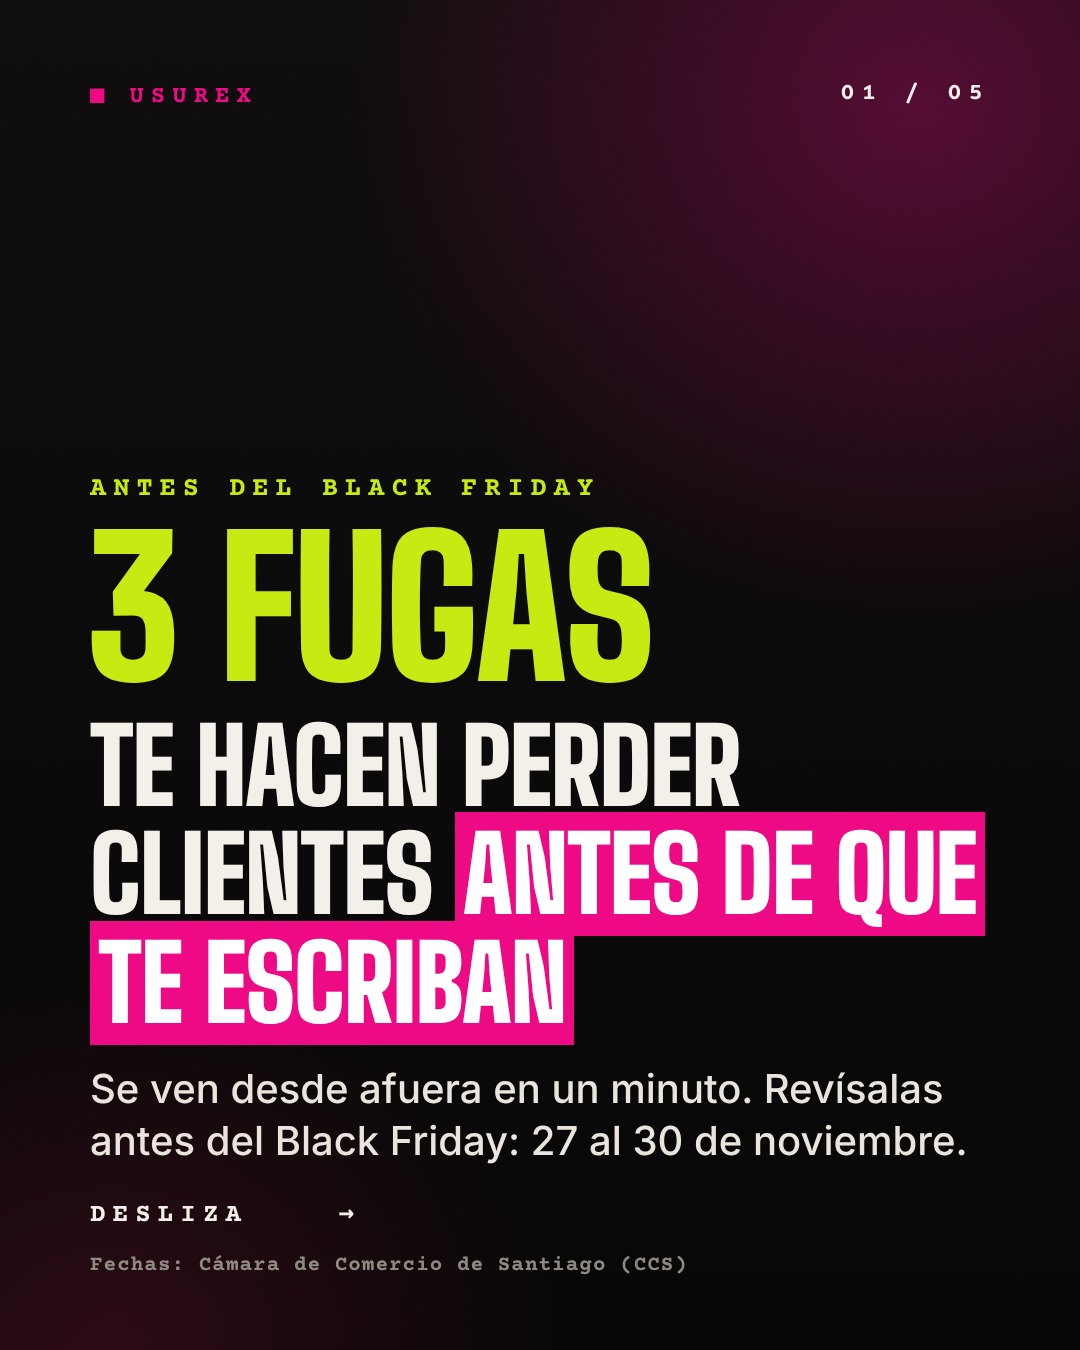 ■ USUREX
01 / 05
ANTES DEL BLACK FRIDAY
3 FUGAS
TE HACEN PERDER
CLIENTES ANTES DE QUE
TE ESCRIBAN
Se ven desde afuera en un minuto. Revísalas
antes del Black Friday: 27 al 30 de noviembre.
DESLIZA →
Fechas: Cámara de Comercio de Santiago (CCS)